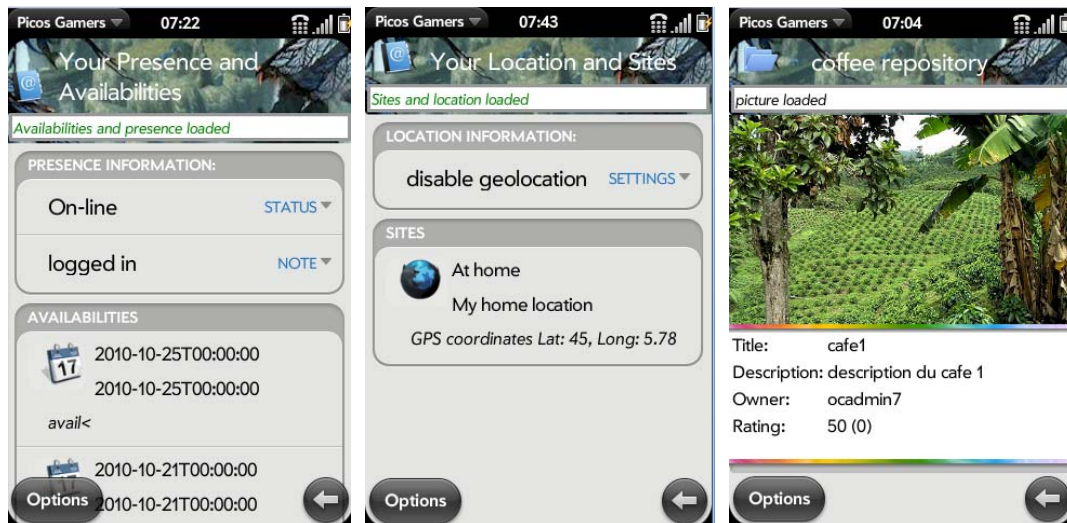 Picos Gamers
07:22
Your Presence and
Availabilities
Availabilities and presence loaded
PRESENCE INFORMATION:
On-line STATUS
logged in NOTE
AVAILABILITIES
17
2010-10-25T00:00:00
2010-10-25T00:00:00
avail<
2010-10-21T00:00:00
17
2010-10-21T00:00:00
Options
Picos Gamers
07:43
@
Your Location and Sites
Sites and location loaded
LOCATION INFORMATION:
disable geolocation SETTINGS
SITES
At home
My home location
GPS coordinates Lat: 45, Long: 5.78
Options
Picos Gamers
07:04
coffee repository
picture loaded
Title: cafe1
Description: description du cafe 1
Owner: ocadmin7
Rating: 50 (0)
Options